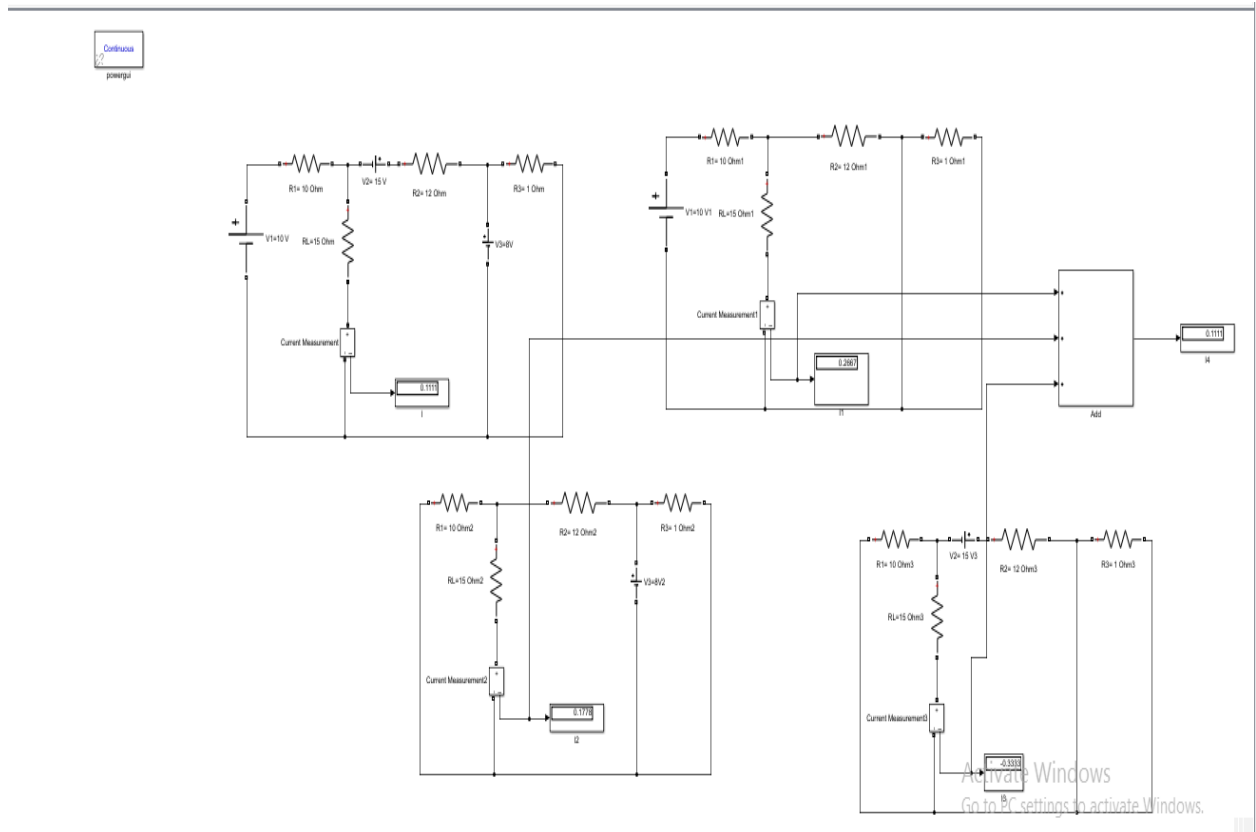 Continuous
powergui
R1= 10 Ohm
V2= 15 V
R2= 12 Ohm
R3= 1 Ohm
V1=10 V
RL=15 Ohm
V3=8V
Current Measurement
0.1111
I
R1= 10 Ohm1
R2= 12 Ohm1
R3= 1 Ohm1
V1=10 V1
RL=15 Ohm1
Current Measurement1
0.2667
I1
Add
0.1111
I4
R1= 10 Ohm2
R2= 12 Ohm2
R3= 1 Ohm2
RL=15 Ohm2
V3=8V2
Current Measurement2
0.1778
I2
R1= 10 Ohm3
V2= 15 V3
R2= 12 Ohm3
R3= 1 Ohm3
RL=15 Ohm3
Current Measurement3
-0.3333
I3
Activate Windows
Go to PC settings to activate Windows.